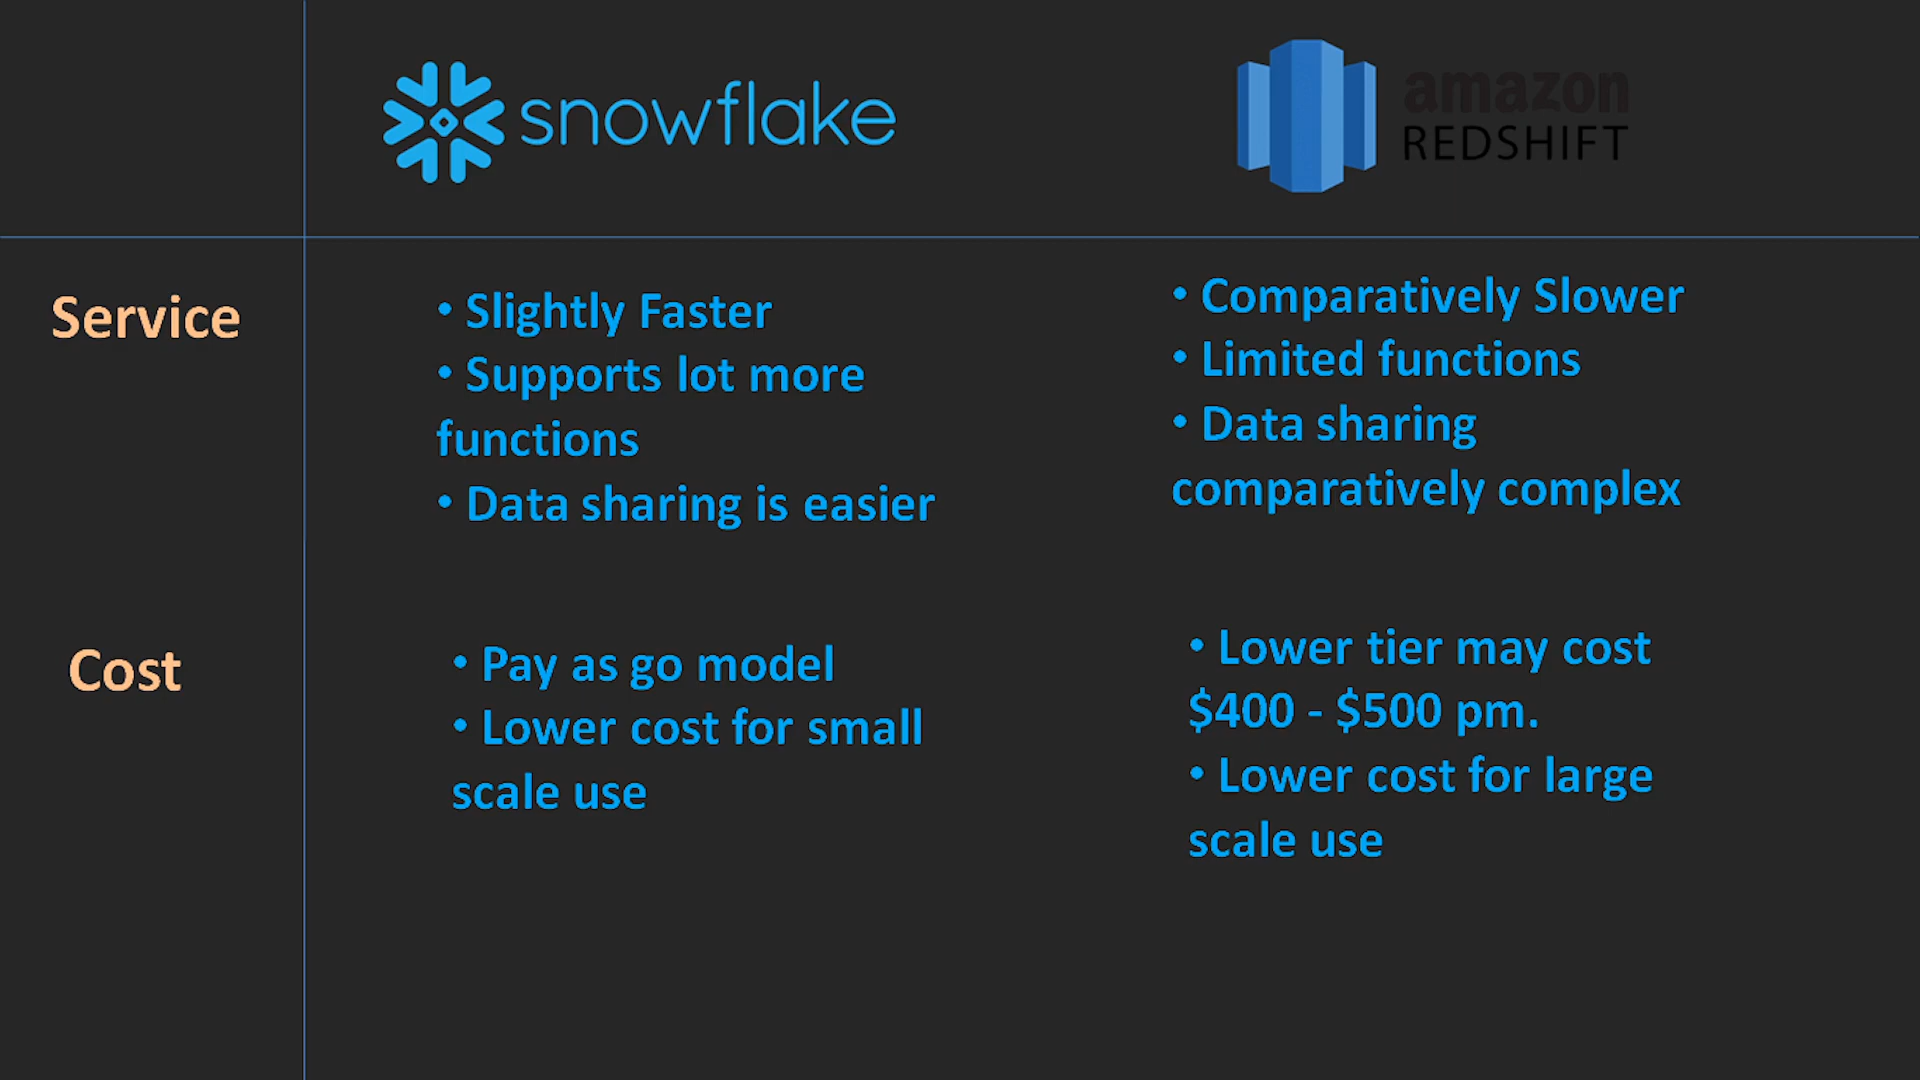 snowflake
amazon
REDSHIFT
Service
• Slightly Faster
• Supports lot more
functions
• Data sharing is easier
• Comparatively Slower
• Limited functions
• Data sharing
comparatively complex
Cost
• Pay as go model
• Lower cost for small
scale use
• Lower tier may cost
$400 - $500 pm.
• Lower cost for large
scale use